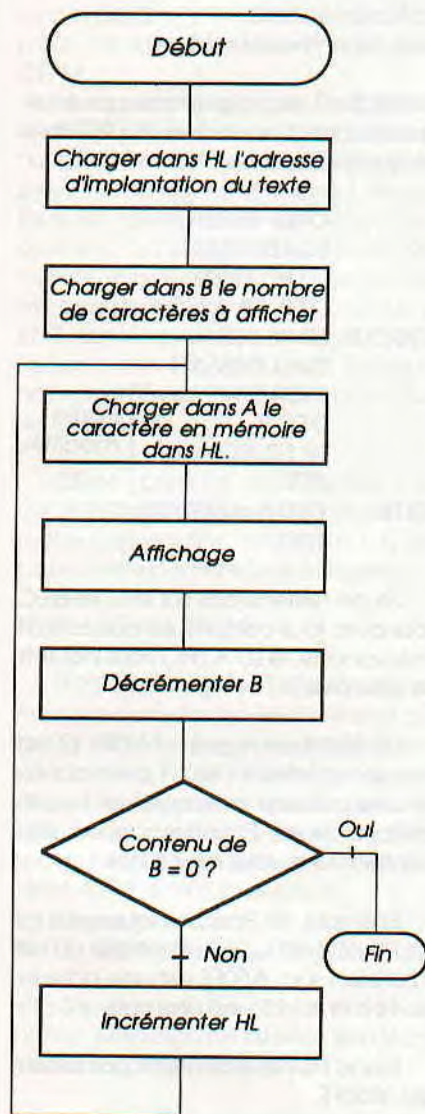 Début
Charger dans HL l'adresse
d'implantation du texte
Charger dans B le nombre
de caractères à afficher
Charger dans A le
caractère en mémoire
dans HL.
Affichage
Décrémenter B
Contenu de
B = 0 ?
Oui
Fin
Non
Incrémenter HL